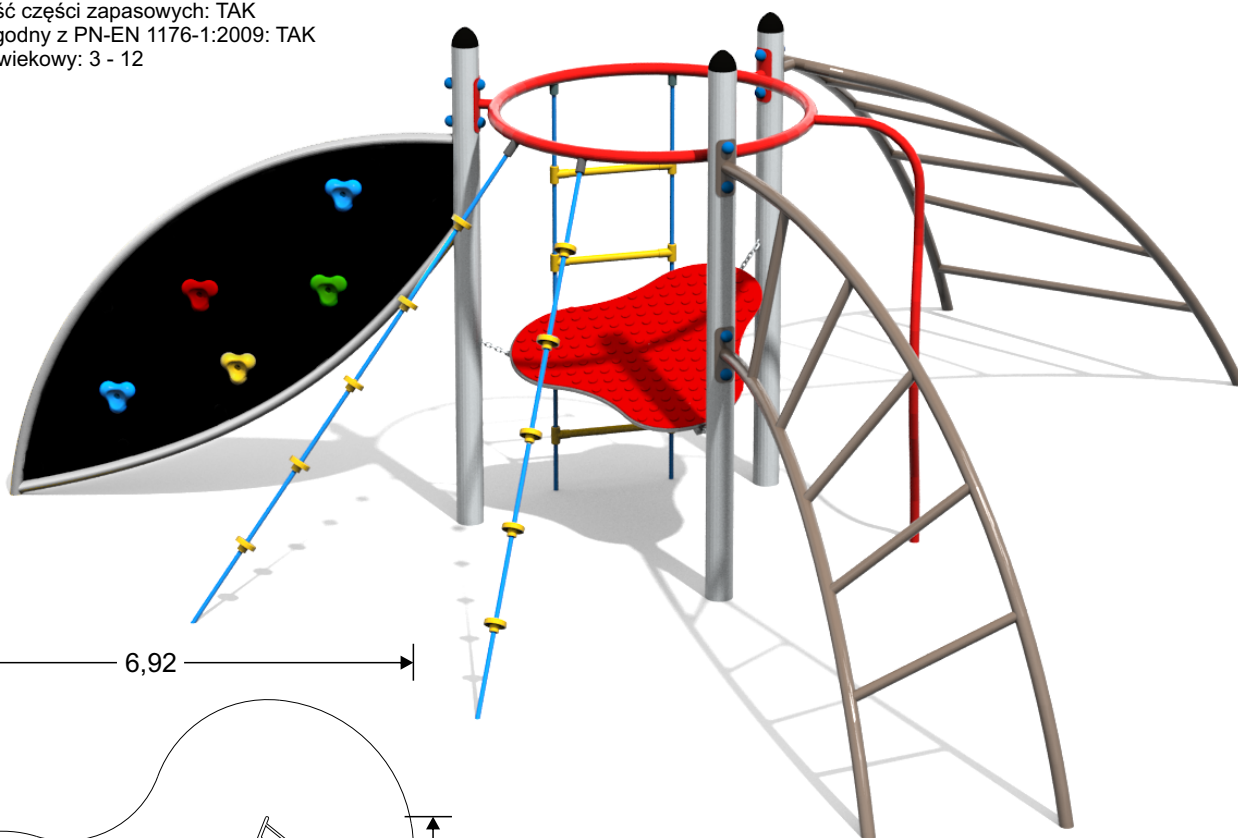 ść części zapasowych: TAK
godny z PN-EN 1176-1:2009: TAK
wiekowy: 3 - 12
6,92